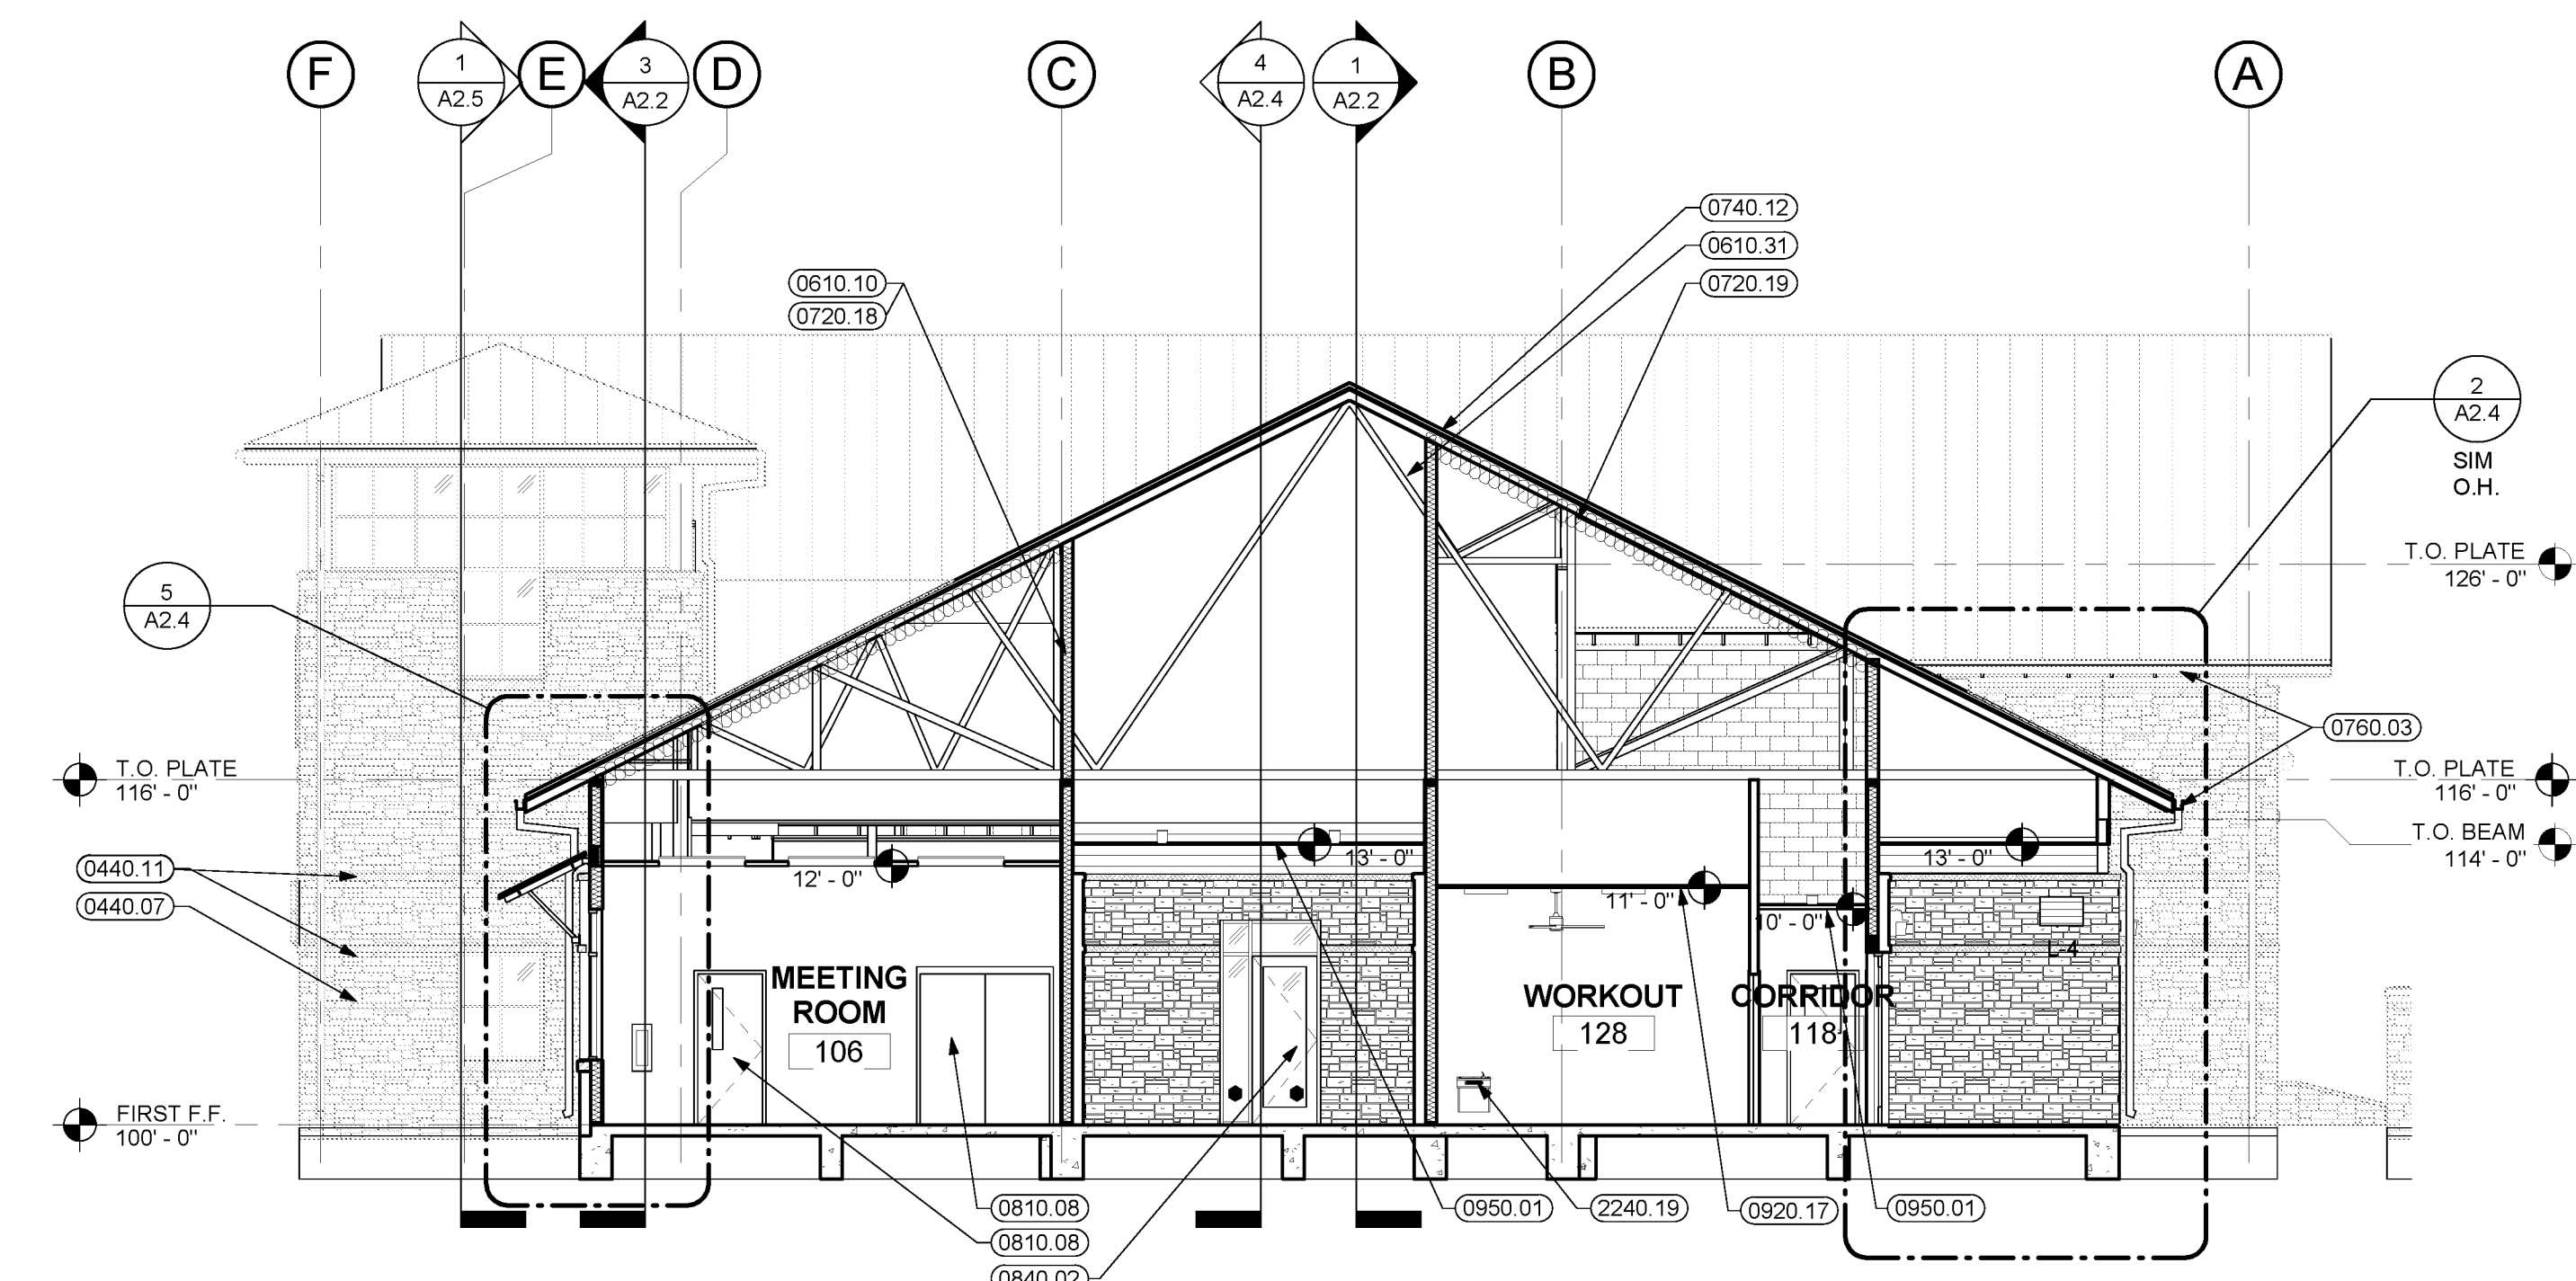 F
1
A2.5
E
3
A2.2
D
C
4
A2.4
1
A2.2
B
A
0740.12
0610.31
0720.19
0610.10
0720.18
2
A2.4
SIM
O.H.
T.O. PLATE
126' - 0"
5
A2.4
0760.03
T.O. PLATE
116' - 0"
T.O. PLATE
116' - 0"
T.O. BEAM
114' - 0"
0440.11
0440.07
12' - 0"
13' - 0"
11' - 0"
10' - 0"
13' - 0"
L-4
MEETING
ROOM
106
WORKOUT
128
CORRIDOR
118
FIRST F.F.
100' - 0"
0810.08
0810.08
0840.02
0950.01
2240.19
0920.17
0950.01